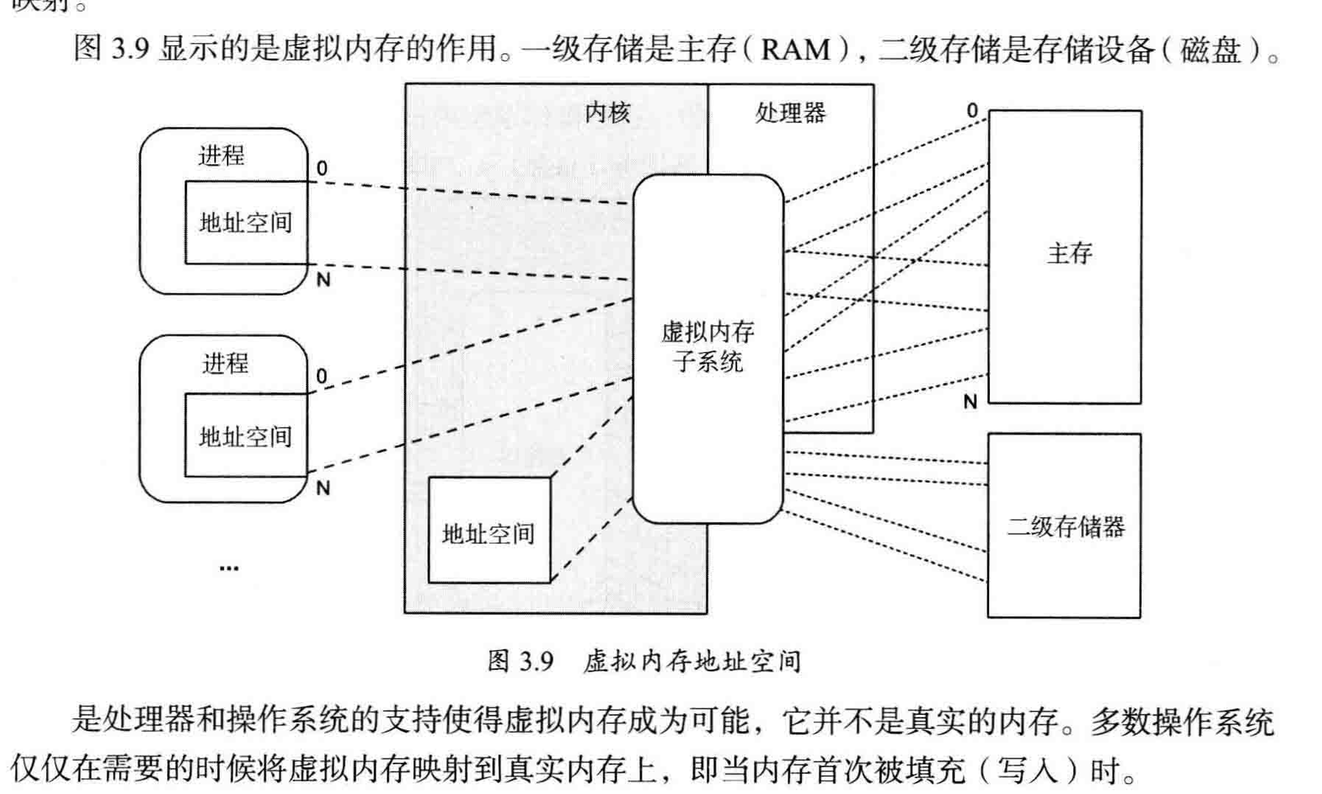 映射。
图 3.9 显示的是虚拟内存的作用。一级存储是主存（RAM），二级存储是存储设备（磁盘）。
内核
处理器
进程
0
地址空间
N
进程
0
地址空间
N
...
地址空间
虚拟内存
子系统
0
主存
N
二级存储器
图 3.9 虚拟内存地址空间
是处理器和操作系统的支持使得虚拟内存成为可能，它并不是真实的内存。多数操作系统
仅仅在需要的时候将虚拟内存映射到真实内存上，即当内存首次被填充（写入）时。